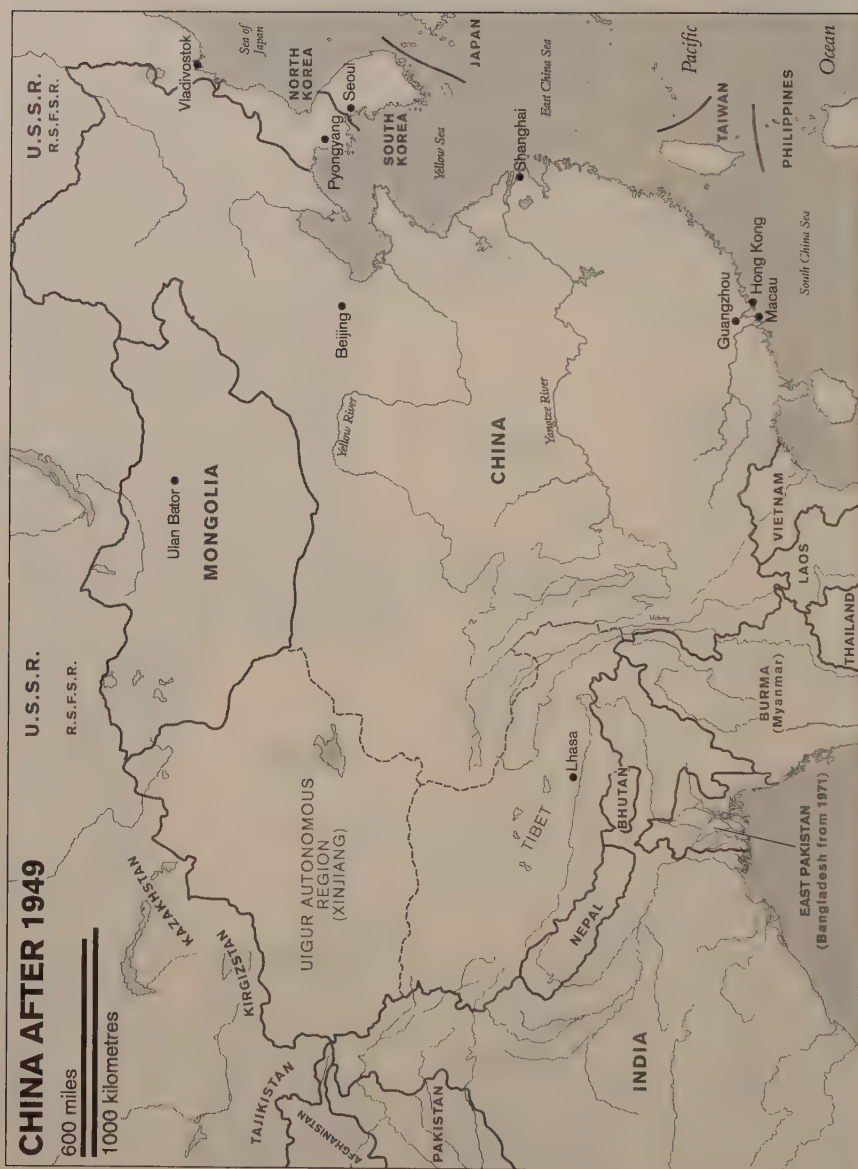 CHINA AFTER 1949
600 miles
1000 kilometres
U.S.S.R.
R.S.F.S.R.
U.S.S.R.
R.S.F.S.R.
KAZAKHSTAN
KIRGIZSTAN
TAJIKISTAN
AFGHANISTAN
PAKISTAN
UIGUR AUTONOMOUS
REGION
(XINJIANG)
Ulan Bator
MONGOLIA
Vladivostok
Sea of
Japan
NORTH
KOREA
Pyongyang
Seoul
SOUTH
KOREA
JAPAN
Yellow Sea
Beijing
Yellow River
CHINA
Yangtze River
Shanghai
East China Sea
Pacific
Ocean
TAIWAN
PHILIPPINES
TIBET
Lhasa
NEPAL
BHUTAN
INDIA
EAST PAKISTAN
(Bangladesh from 1971)
BURMA
(Myanmar)
Mekong
THAILAND
LAOS
VIETNAM
Guangzhou
Hong Kong
Macau
South China Sea